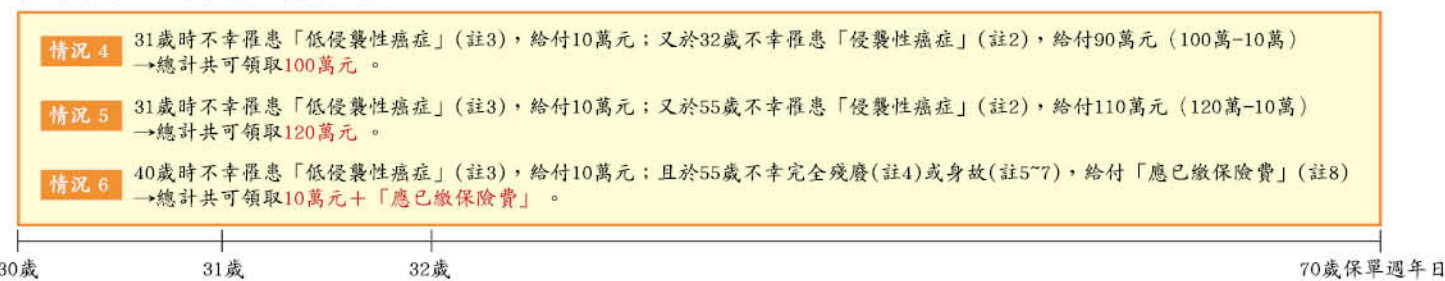 情況 4
31歲時不幸罹患「低侵襲性癌症」(註3)，給付10萬元；又於32歲不幸罹患「侵襲性癌症」(註2)，給付90萬元（100萬-10萬）
→總計共可領取100萬元 。
情況 5
31歲時不幸罹患「低侵襲性癌症」(註3)，給付10萬元；又於55歲不幸罹患「侵襲性癌症」(註2)，給付110萬元（120萬-10萬）
→總計共可領取120萬元 。
情況 6
40歲時不幸罹患「低侵襲性癌症」(註3)，給付10萬元；且於55歲不幸完全殘廢(註4)或身故(註5~7)，給付「應已繳保險費」(註8)
→總計共可領取10萬元＋「應已繳保險費」 。
30歲 31歲 32歲 70歲保單週年日